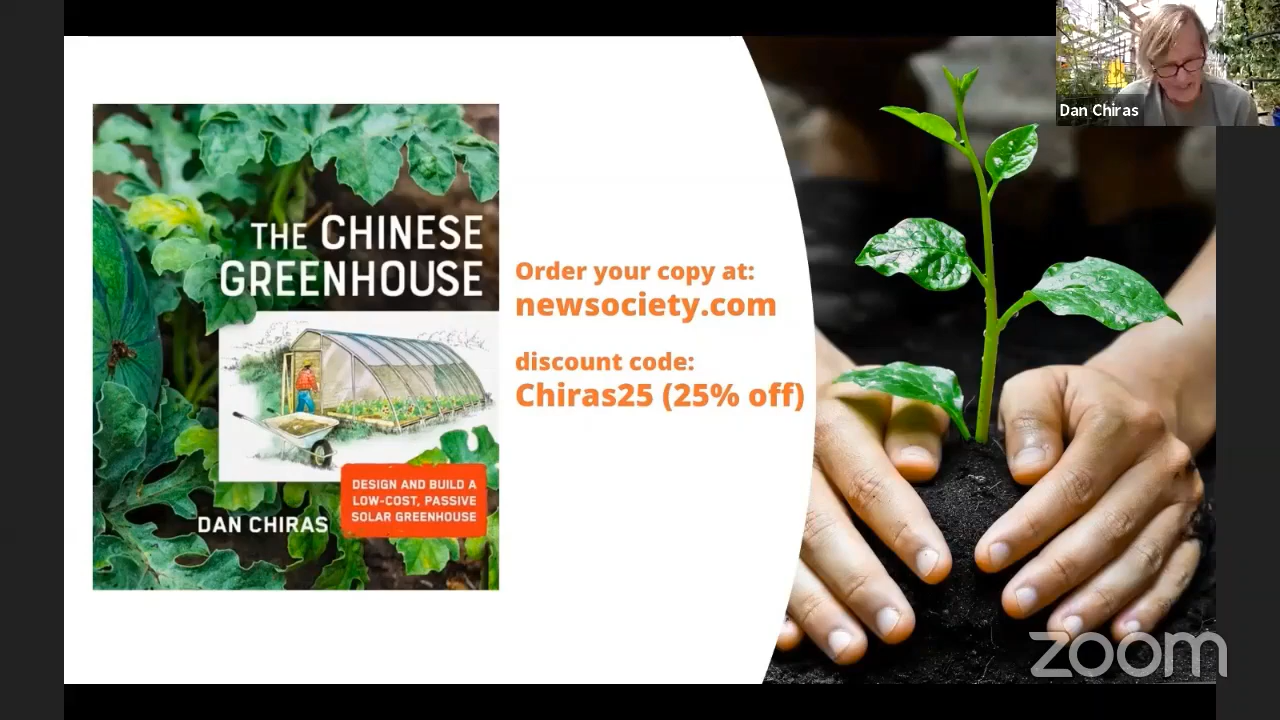 THE CHINESE
GREENHOUSE
DESIGN AND BUILD A
LOW-COST, PASSIVE
SOLAR GREENHOUSE
DAN CHIRAS
Order your copy at:
newsociety.com
discount code:
Chiras25 (25% off)
Dan Chiras
zoom